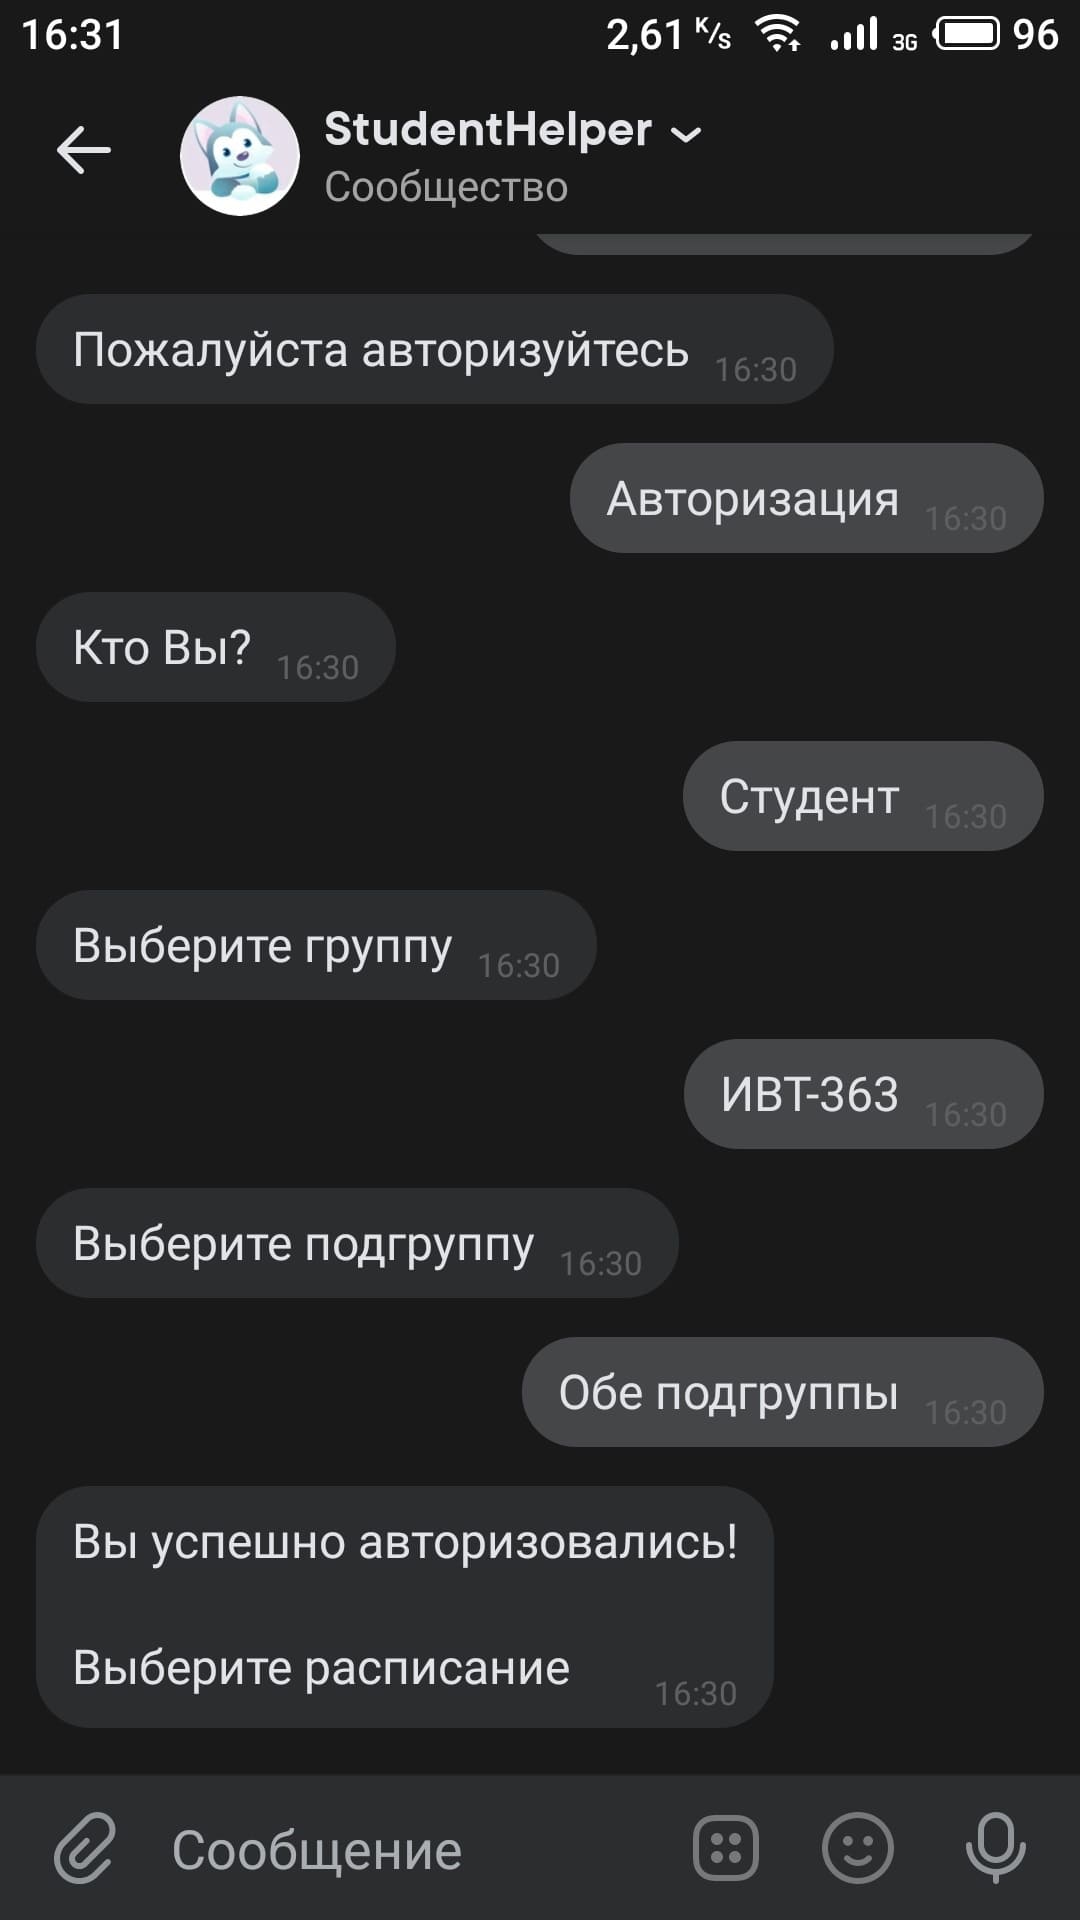 16:31
2,61 K/s 3G 96
StudentHelper
Сообщество
Пожалуйста авторизуйтесь 16:30
Авторизация 16:30
Кто Вы? 16:30
Студент 16:30
Выберите группу 16:30
ИВТ-363 16:30
Выберите подгруппу 16:30
Обе подгруппы 16:30
Вы успешно авторизовались!
Выберите расписание 16:30
Сообщение